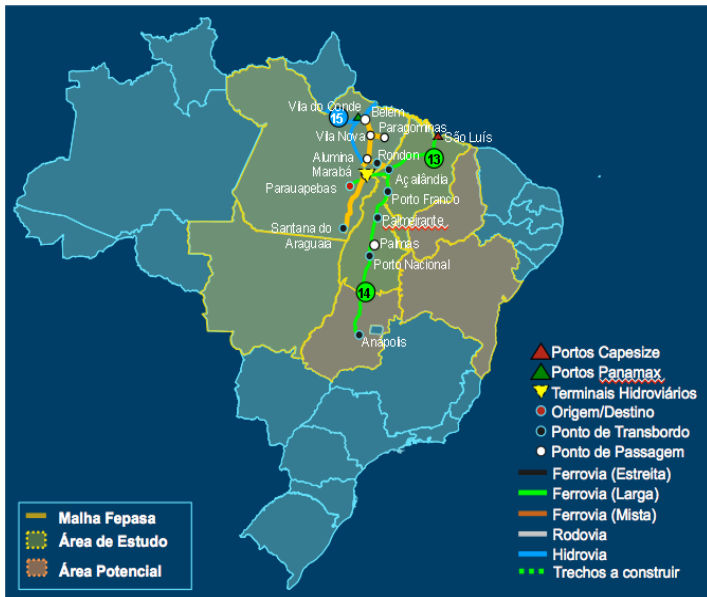 Vila do Conde
Belém
15
Paragominas
Vila Nova
São Luís
13
Alumina
Rondon
Marabá
Açailândia
Parauapebas
Porto Franco
Santana do
Araguaia
Palmeirante
Palmas
Porto Nacional
14
Anápolis
Portos Capesize
Portos Panamax
Terminais Hidroviários
Origem/Destino
Ponto de Transbordo
Ponto de Passagem
Ferrovia (Estreita)
Ferrovia (Larga)
Ferrovia (Mista)
Rodovia
Hidrovia
Trechos a construir
Malha Fepasa
Área de Estudo
Área Potencial